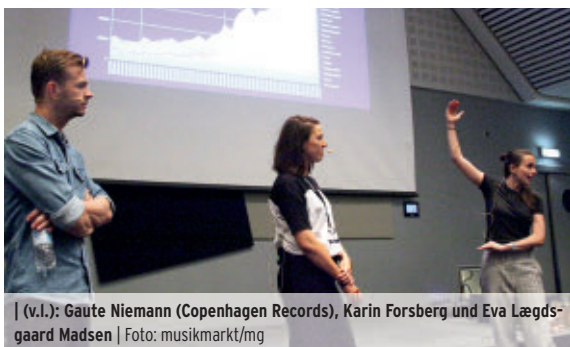 | (v.l.): Gaute Niemann (Copenhagen Records), Karin Forsberg und Eva Lægds-
gaard Madsen | Foto: musikmarkt/mg